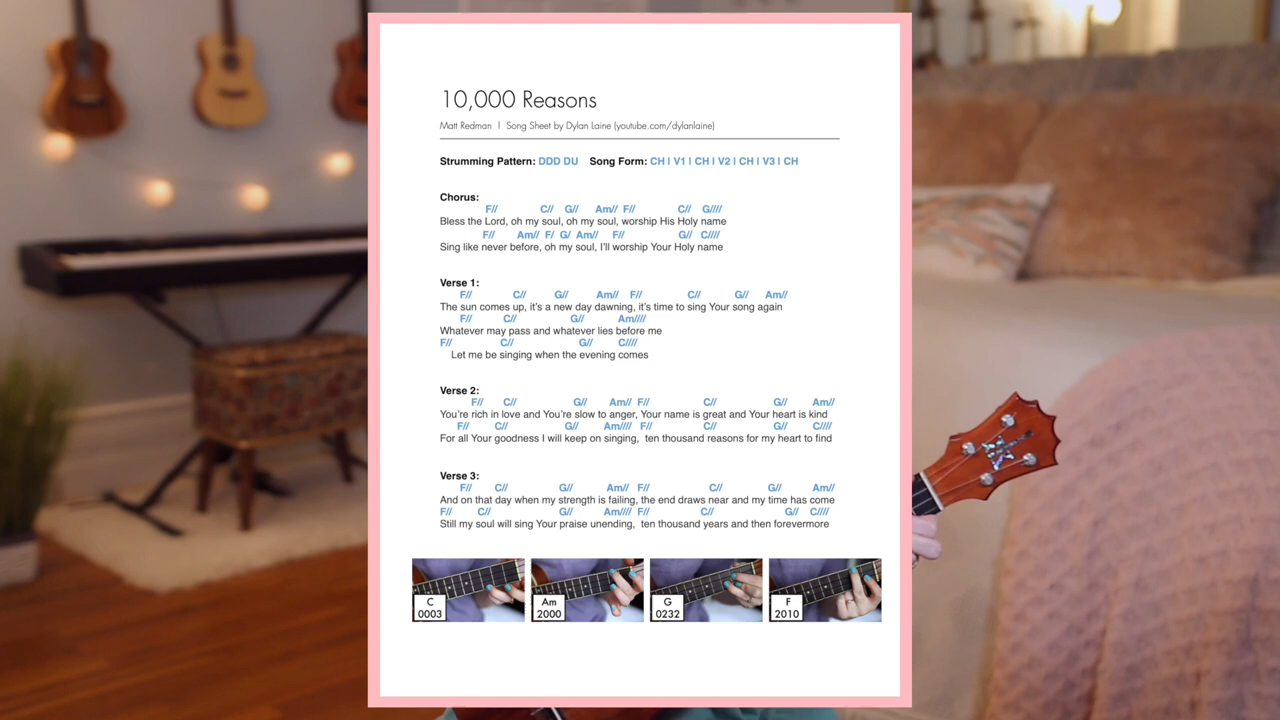 10,000 Reasons
Matt Redman | Song Sheet by Dylan Laine (youtube.com/dylanlaine)
Strumming Pattern: DDD DU Song Form: CH | V1 | CH | V2 | CH | V3 | CH
Chorus:
F// C// G// Am// F// C// G////
Bless the Lord, oh my soul, oh my soul, worship His Holy name
F// Am// F/ G/ Am// F// G// C////
Sing like never before, oh my soul, I'll worship Your Holy name
Verse 1:
F// C// G// Am// F// C// G// Am//
The sun comes up, it's a new day dawning, it's time to sing Your song again
F// C// G// Am////
Whatever may pass and whatever lies before me
F// C// G// C////
Let me be singing when the evening comes
Verse 2:
F// C// G// Am// F// C// G// Am//
You're rich in love and You're slow to anger, Your name is great and Your heart is kind
F// C// G// Am//// F// C// G// C////
For all Your goodness I will keep on singing, ten thousand reasons for my heart to find
Verse 3:
F// C// G// Am// F// C// G// Am//
And on that day when my strength is failing, the end draws near and my time has come
F// C// G// Am//// F// C// G// C////
Still my soul will sing Your praise unending, ten thousand years and then forevermore
C Am G F
0003 2000 0232 2010